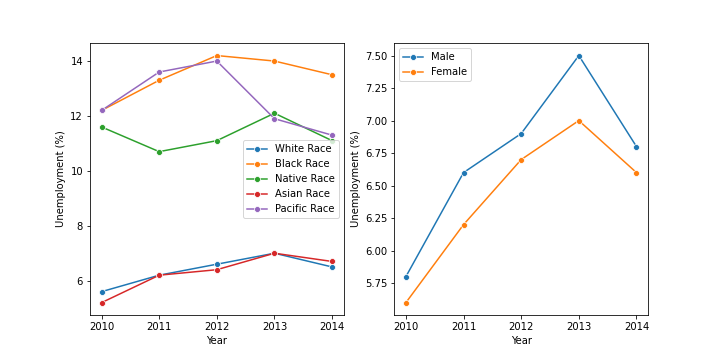 14
12
10
8
6
Unemployment (%)
2010 2011 2012 2013 2014
Year
White Race
Black Race
Native Race
Asian Race
Pacific Race
7.50
7.25
7.00
6.75
6.50
6.25
6.00
5.75
Unemployment (%)
2010 2011 2012 2013 2014
Year
Male
Female